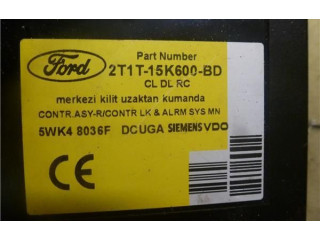 Ford
Part Number
2T1T-15K600-BD
CL DL RC
merkezi kilit uzaktan kumanda
CONTR.ASY-R/CONTR LK & ALRM SYS MN
5WK4 8036F DCUGA SIEMENS VDO
CE